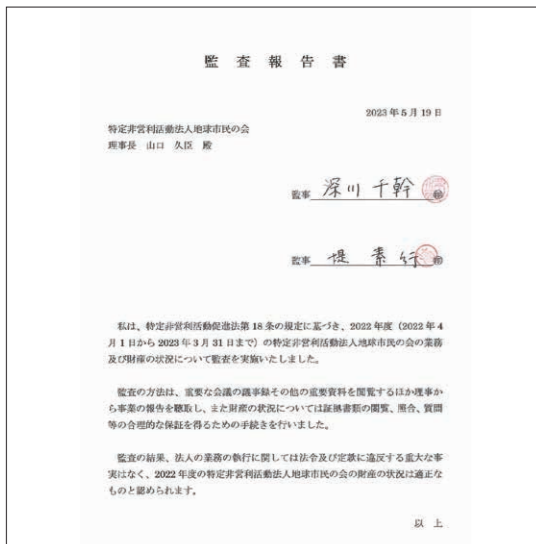 監査報告書
2023年5月19日
特定非営利活動法人地球市民の会
理事長 山口 久臣 殿
監事 深川 千幹 ㊞
監事 堤 素行 ㊞
私は、特定非営利活動促進法第18条の規定に基づき、2022年度（2022年4
月1日から2023年3月31日まで）の特定非営利活動法人地球市民の会の業務
及び財産の状況について監査を実施いたしました。
監査の方法は、重要な会議の議事録その他の重要資料を閲覧するほか理事か
ら事業の報告を聴取し、また財産の状況については証拠書類の閲覧、照合、質問
等の合理的な保証を得るための手続きを行いました。
監査の結果、法人の業務の執行に関しては法令及び定款に違反する重大な事
実はなく、2022年度の特定非営利活動法人地球市民の会の財産の状況は適正な
ものと認められます。
以上